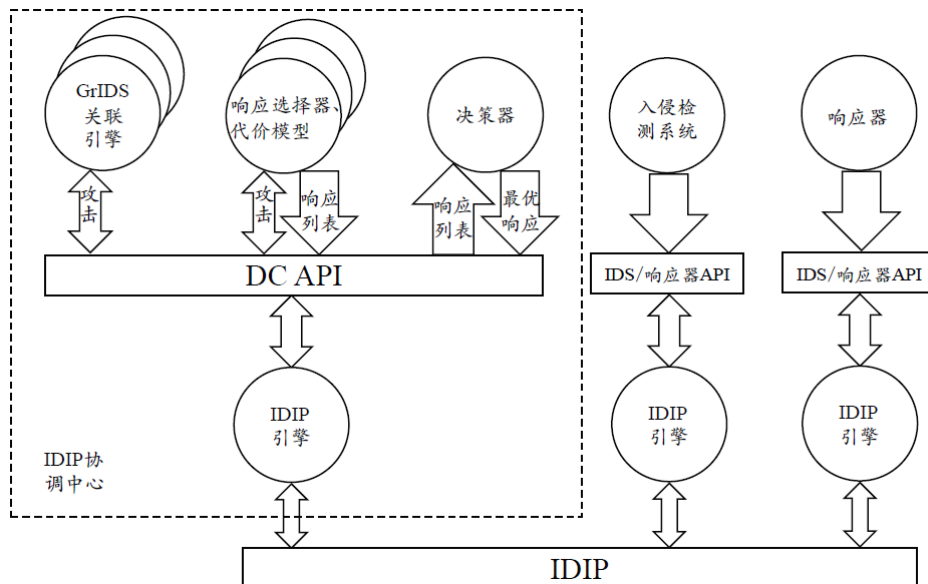 GrIDS
关联
引擎
响应选择器、
代价模型
决策器
入侵检
测系统
响应器
攻击
攻击
响应
列表
响应
列表
最优
响应
DC API
IDS/响应器API
IDS/响应器API
IDIP
引擎
IDIP
引擎
IDIP
引擎
IDIP协
调中心
IDIP